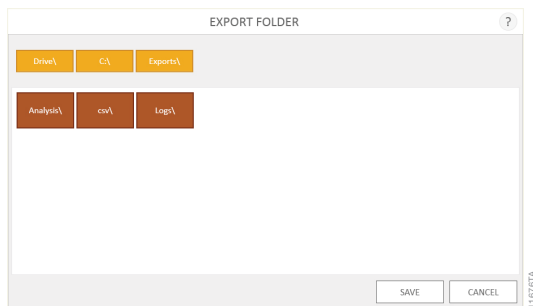 EXPORT FOLDER ?
Drive\ C:\ Exports\
Analysis\ csv\ Logs\
SAVE CANCEL